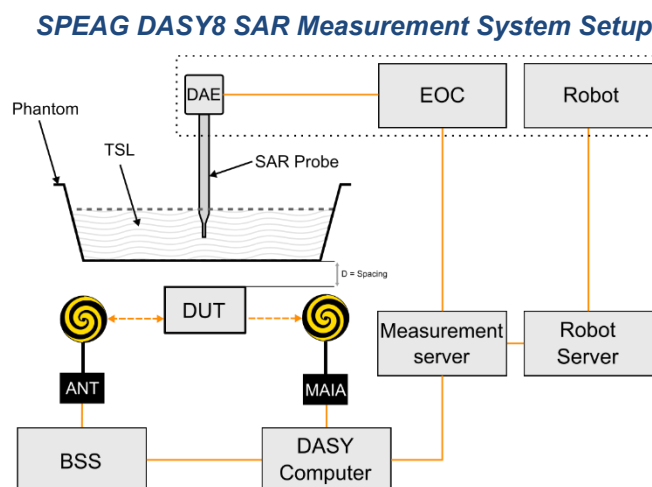 SPEAG DASY8 SAR Measurement System Setup
DAE
EOC
Robot
Phantom
TSL
SAR Probe
D = Spacing
DUT
Measurement
server
Robot
Server
ANT
MAIA
BSS
DASY
Computer